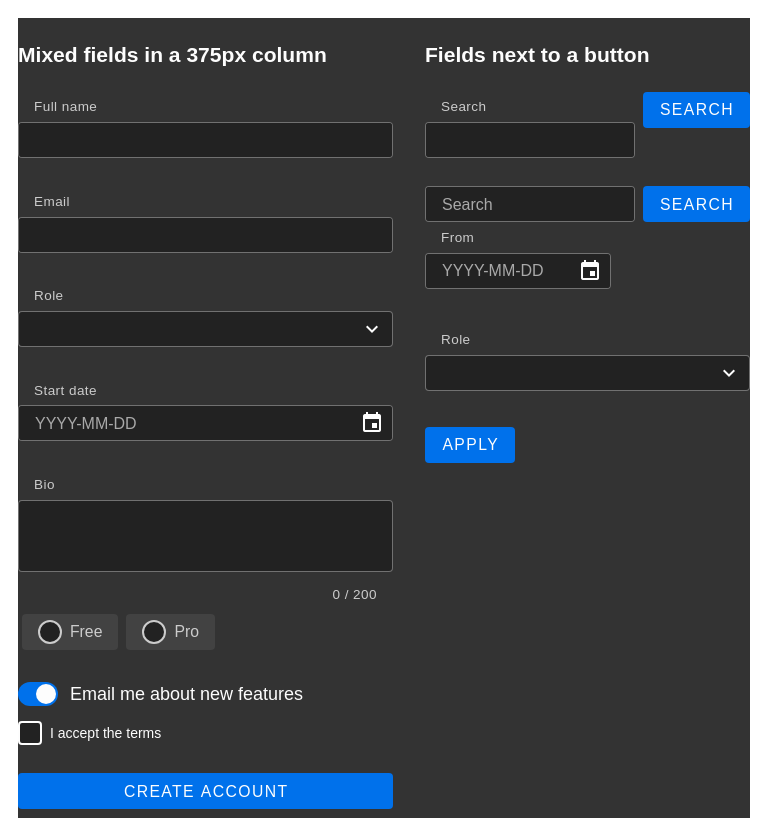 Mixed fields in a 375px column
Full name
Email
Role
Start date
YYYY-MM-DD
Bio
0 / 200
Free
Pro
Email me about new features
I accept the terms
CREATE ACCOUNT
Fields next to a button
Search
SEARCH
Search
SEARCH
From
YYYY-MM-DD
Role
APPLY